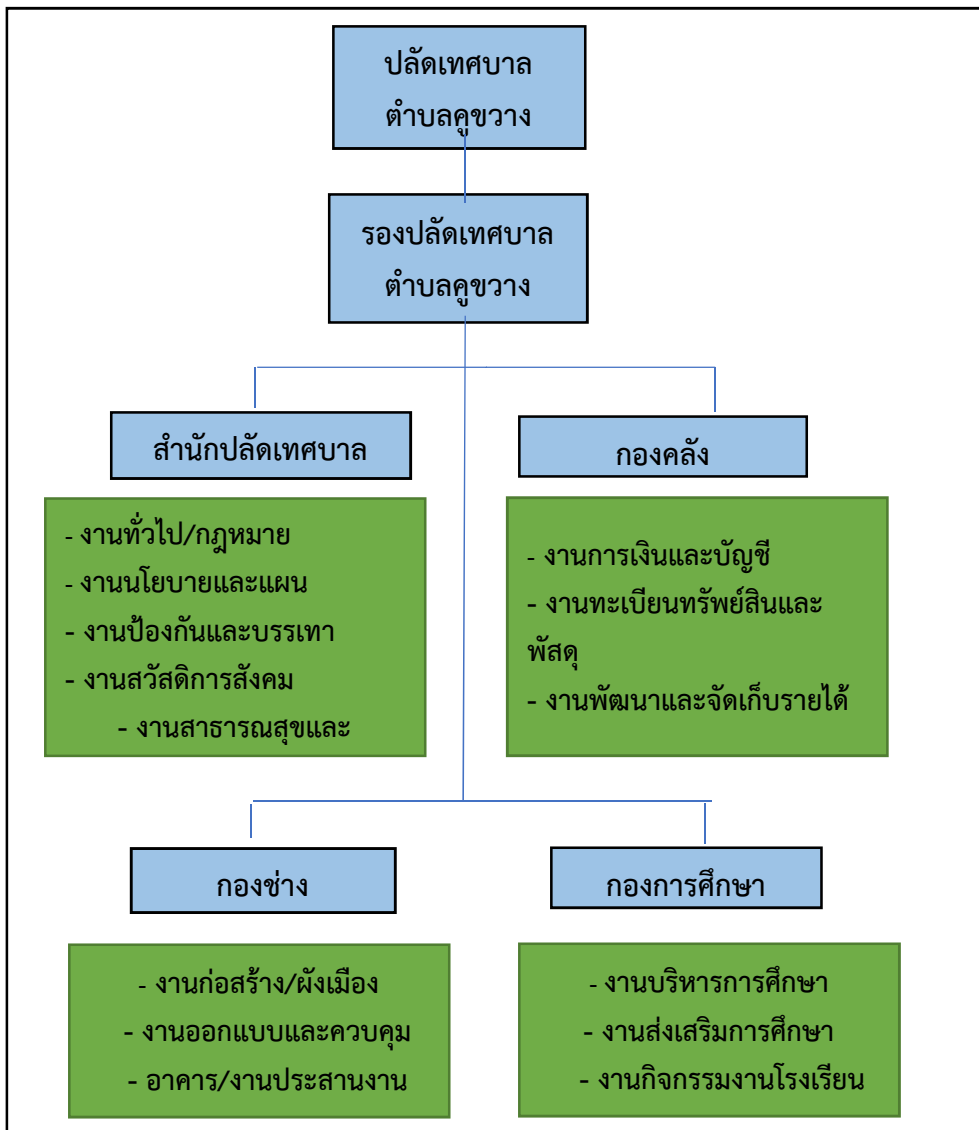 ปลัดเทศบาล
ตำบลคูขวาง
รองปลัดเทศบาล
ตำบลคูขวาง
สำนักปลัดเทศบาล
- งานทั่วไป/กฎหมาย
- งานนโยบายและแผน
- งานป้องกันและบรรเทา
- งานสวัสดิการสังคม
- งานสาธารณสุขและ
กองคลัง
- งานการเงินและบัญชี
- งานทะเบียนทรัพย์สินและ
พัสดุ
- งานพัฒนาและจัดเก็บรายได้
กองช่าง
- งานก่อสร้าง/ผังเมือง
- งานออกแบบและควบคุม
- อาคาร/งานประสานงาน
กองการศึกษา
- งานบริหารการศึกษา
- งานส่งเสริมการศึกษา
- งานกิจกรรมงานโรงเรียน